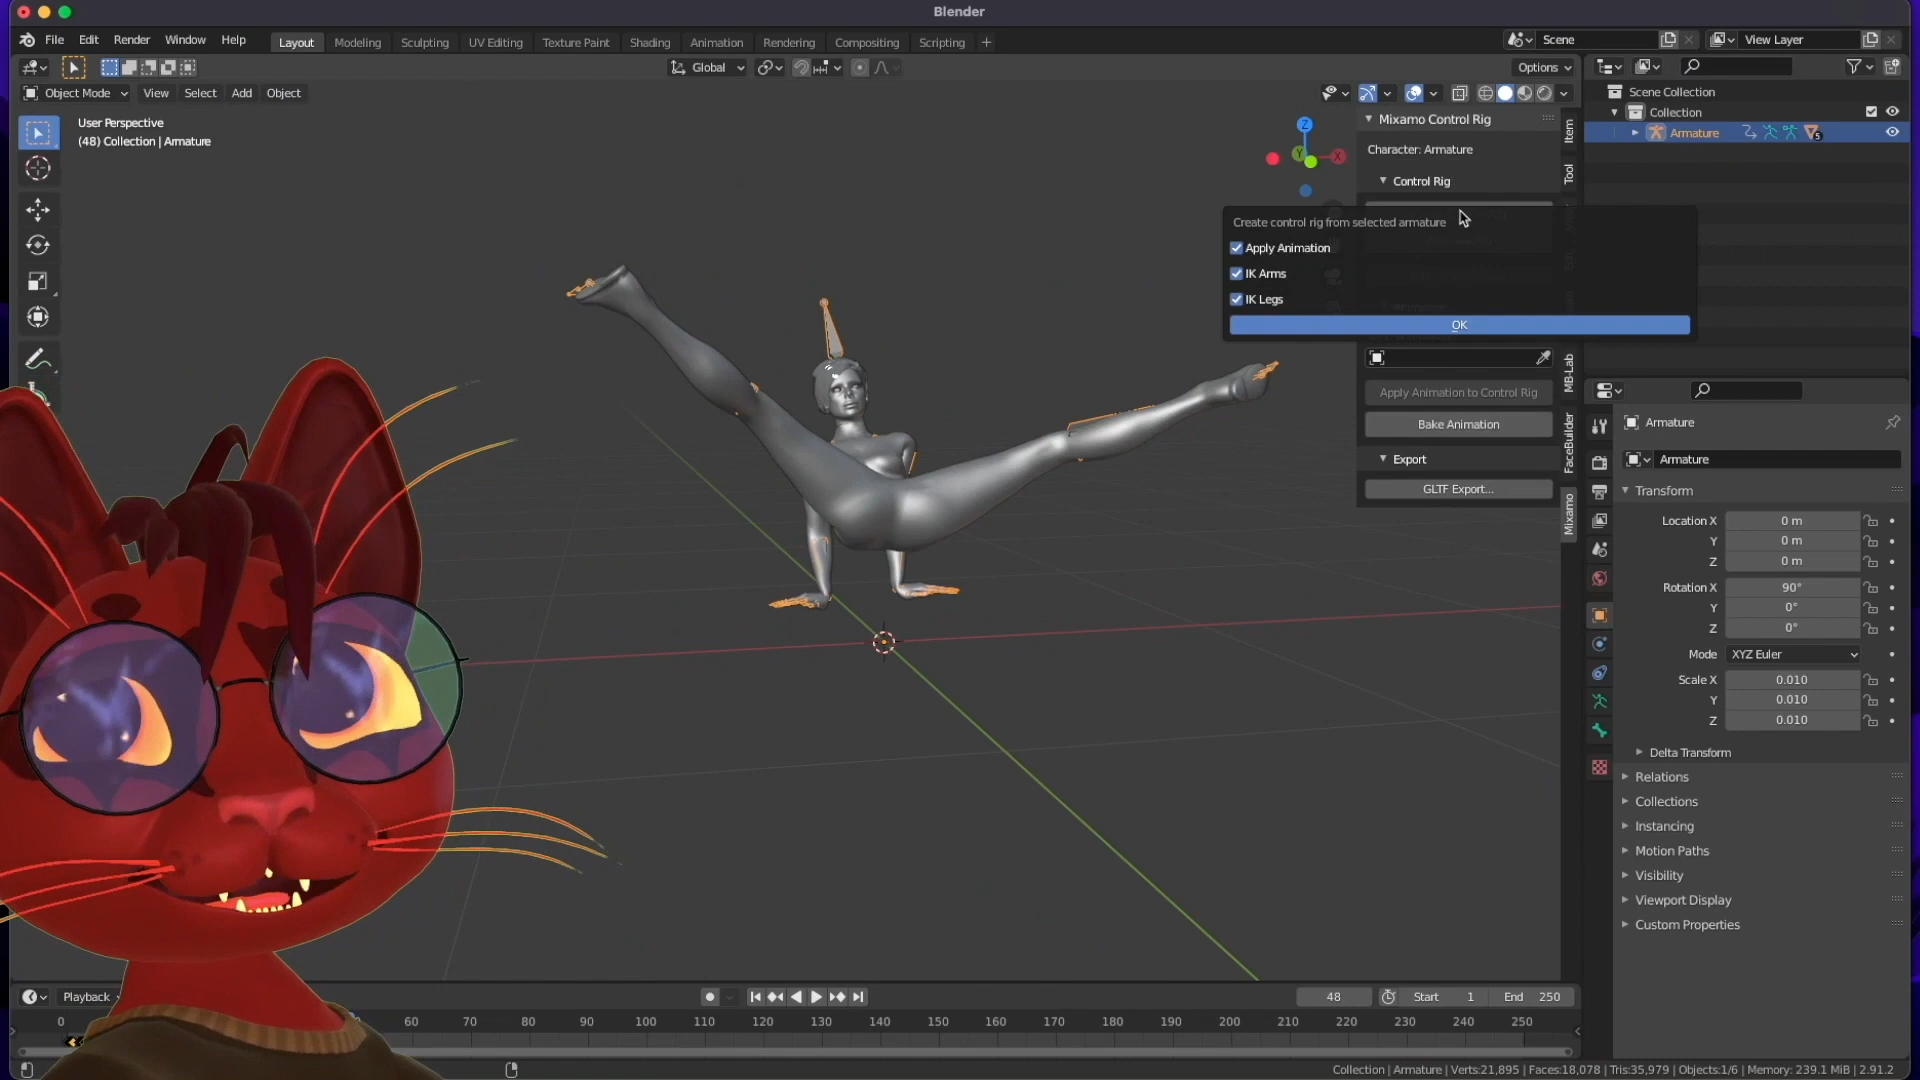 Blender
File Edit Render Window Help Layout Modeling Sculpting UV Editing Texture Paint Shading Animation Rendering Compositing Scripting + Scene View Layer
Global Options
Object Mode View Select Add Object
User Perspective
(48) Collection | Armature
Z
Y
X
Mixamo Control Rig
Character: Armature
Control Rig
Create control rig from selected armature
Apply Animation
IK Arms
IK Legs
OK
Apply Animation to Control Rig
Bake Animation
Export
GLTF Export...
Item
Tool
MB-Lab
FaceBuilder
Mixamo
Scene Collection
Collection
Armature
5
Armature
Armature
Transform
Location X 0 m
Y 0 m
Z 0 m
Rotation X 90°
Y 0°
Z 0°
Mode XYZ Euler
Scale X 0.010
Y 0.010
Z 0.010
Delta Transform
Relations
Collections
Instancing
Motion Paths
Visibility
Viewport Display
Custom Properties
Playback 48 Start 1 End 250
0 60 70 80 90 100 110 120 130 140 150 160 170 180 190 200 210 220 230 240 250
Collection | Armature | Verts:21,895 | Faces:18,078 | Tris:35,979 | Objects:1/6 | Memory: 239.1 MiB | 2.91.2